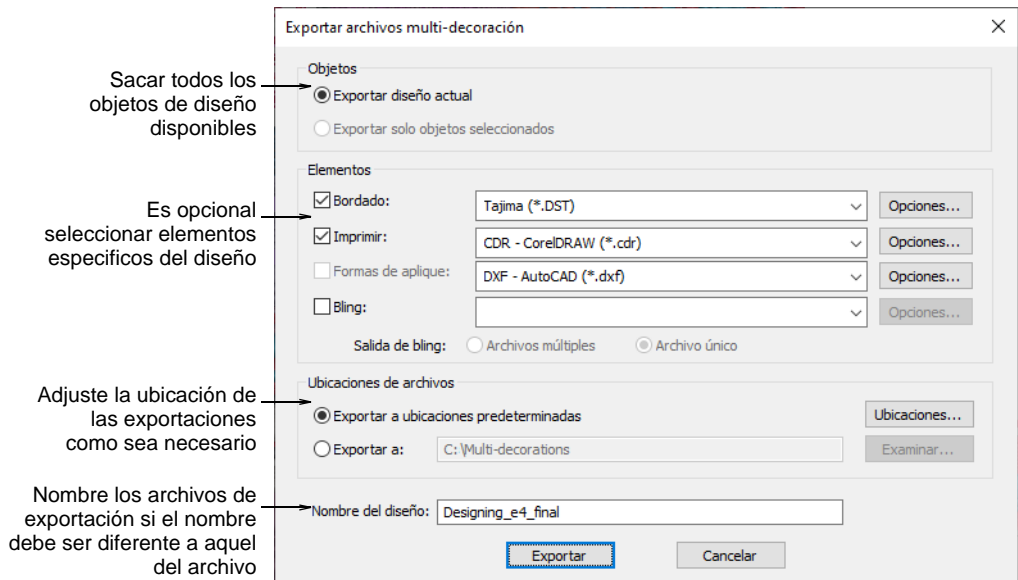 Exportar archivos multi-decoración
Objetos
Sacar todos los
objetos de diseño
disponibles
Exportar diseño actual
Exportar solo objetos seleccionados
Elementos
Es opcional
seleccionar elementos
especificos del diseño
Bordado: Tajima (*.DST) Opciones...
Imprimir: CDR - CorelDRAW (*.cdr) Opciones...
Formas de aplique: DXF - AutoCAD (*.dxf) Opciones...
Bling: Opciones...
Salida de bling: Archivos múltiples Archivo único
Ubicaciones de archivos
Adjuste la ubicación de
las exportaciones
como sea necesario
Exportar a ubicaciones predeterminadas Ubicaciones...
Exportar a: C:\Multi-decorations Examinar...
Nombre los archivos de
exportación si el nombre
debe ser diferente a aquel
del archivo
Nombre del diseño: Designing_e4_final
Exportar Cancelar